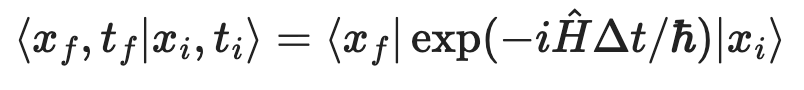 ⟨x_f, t_f|x_i, t_i⟩ = ⟨x_f| exp(−iĤΔt/ħ)|x_i⟩